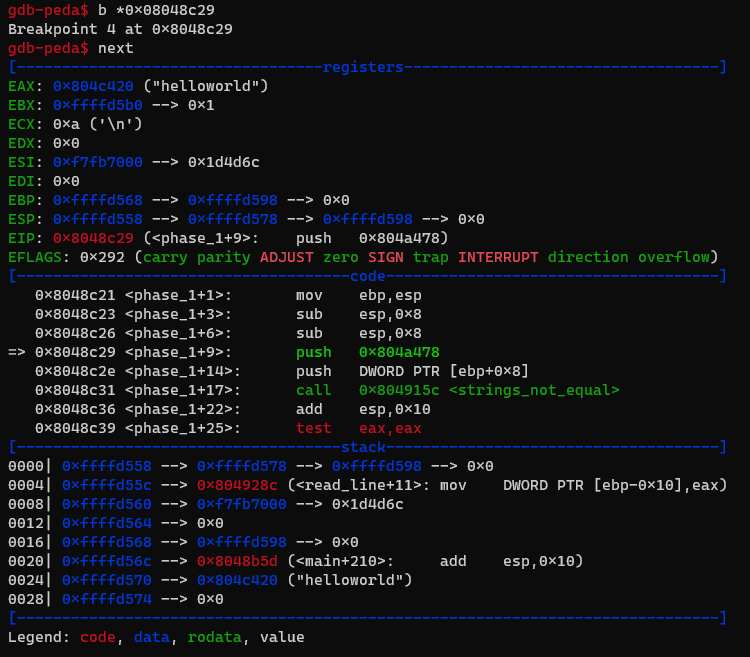 gdb-peda$ b *0x08048c29
Breakpoint 4 at 0x8048c29
gdb-peda$ next
[----------------------------------registers-----------------------------------]
EAX: 0x804c420 ("helloworld")
EBX: 0xffffd5b0 --> 0x1
ECX: 0xa ('\n')
EDX: 0x0
ESI: 0xf7fb7000 --> 0x1d4d6c
EDI: 0x0
EBP: 0xffffd568 --> 0xffffd598 --> 0x0
ESP: 0xffffd558 --> 0xffffd578 --> 0xffffd598 --> 0x0
EIP: 0x8048c29 (<phase_1+9>:    push   0x804a478)
EFLAGS: 0x292 (carry parity ADJUST zero SIGN trap INTERRUPT direction overflow)
[-------------------------------------code-------------------------------------]
   0x8048c21 <phase_1+1>:       mov    ebp,esp
   0x8048c23 <phase_1+3>:       sub    esp,0x8
   0x8048c26 <phase_1+6>:       sub    esp,0x8
=> 0x8048c29 <phase_1+9>:       push   0x804a478
   0x8048c2e <phase_1+14>:      push   DWORD PTR [ebp+0x8]
   0x8048c31 <phase_1+17>:      call   0x804915c <strings_not_equal>
   0x8048c36 <phase_1+22>:      add    esp,0x10
   0x8048c39 <phase_1+25>:      test   eax,eax
[------------------------------------stack-------------------------------------]
0000| 0xffffd558 --> 0xffffd578 --> 0xffffd598 --> 0x0
0004| 0xffffd55c --> 0x804928c (<read_line+11>: mov    DWORD PTR [ebp-0x10],eax)
0008| 0xffffd560 --> 0xf7fb7000 --> 0x1d4d6c
0012| 0xffffd564 --> 0x0
0016| 0xffffd568 --> 0xffffd598 --> 0x0
0020| 0xffffd56c --> 0x8048b5d (<main+210>:     add    esp,0x10)
0024| 0xffffd570 --> 0x804c420 ("helloworld")
0028| 0xffffd574 --> 0x0
[------------------------------------------------------------------------------]
Legend: code, data, rodata, value